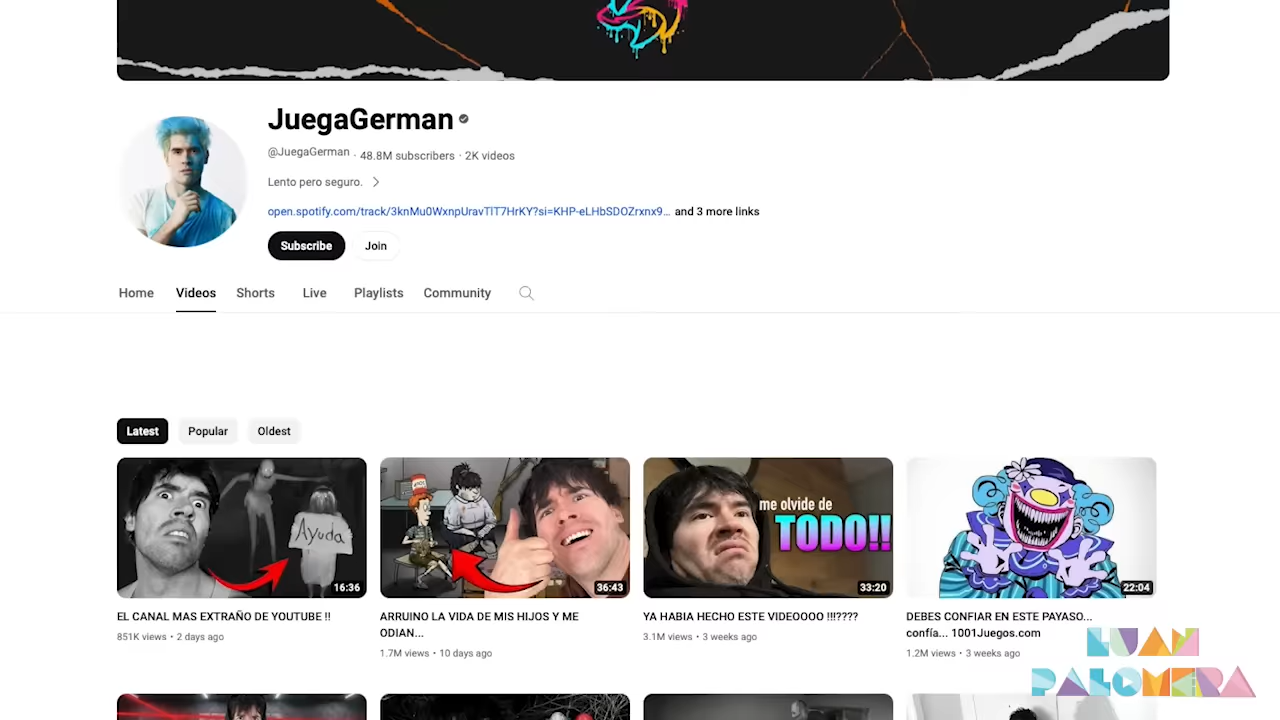 JuegaGerman
@JuegaGerman · 48.8M subscribers · 2K videos
Lento pero seguro.
open.spotify.com/track/3knMu0WxnpUravTlT7HrKY?si=KHP-eLHbSDOZrxnx9... and 3 more links
Subscribe Join
Home Videos Shorts Live Playlists Community
Latest Popular Oldest
Ayuda
16:36
36:43
me olvide de
TODO!!
33:20
22:04
EL CANAL MAS EXTRAÑO DE YOUTUBE !!
851K views • 2 days ago
ARRUINO LA VIDA DE MIS HIJOS Y ME
ODIAN...
1.7M views • 10 days ago
YA HABIA HECHO ESTE VIDEOOOO !!!????
3.1M views • 3 weeks ago
DEBES CONFIAR EN ESTE PAYASO...
confía... 1001Juegos.com
1.2M views • 3 weeks ago
LUAN
PALOMERA